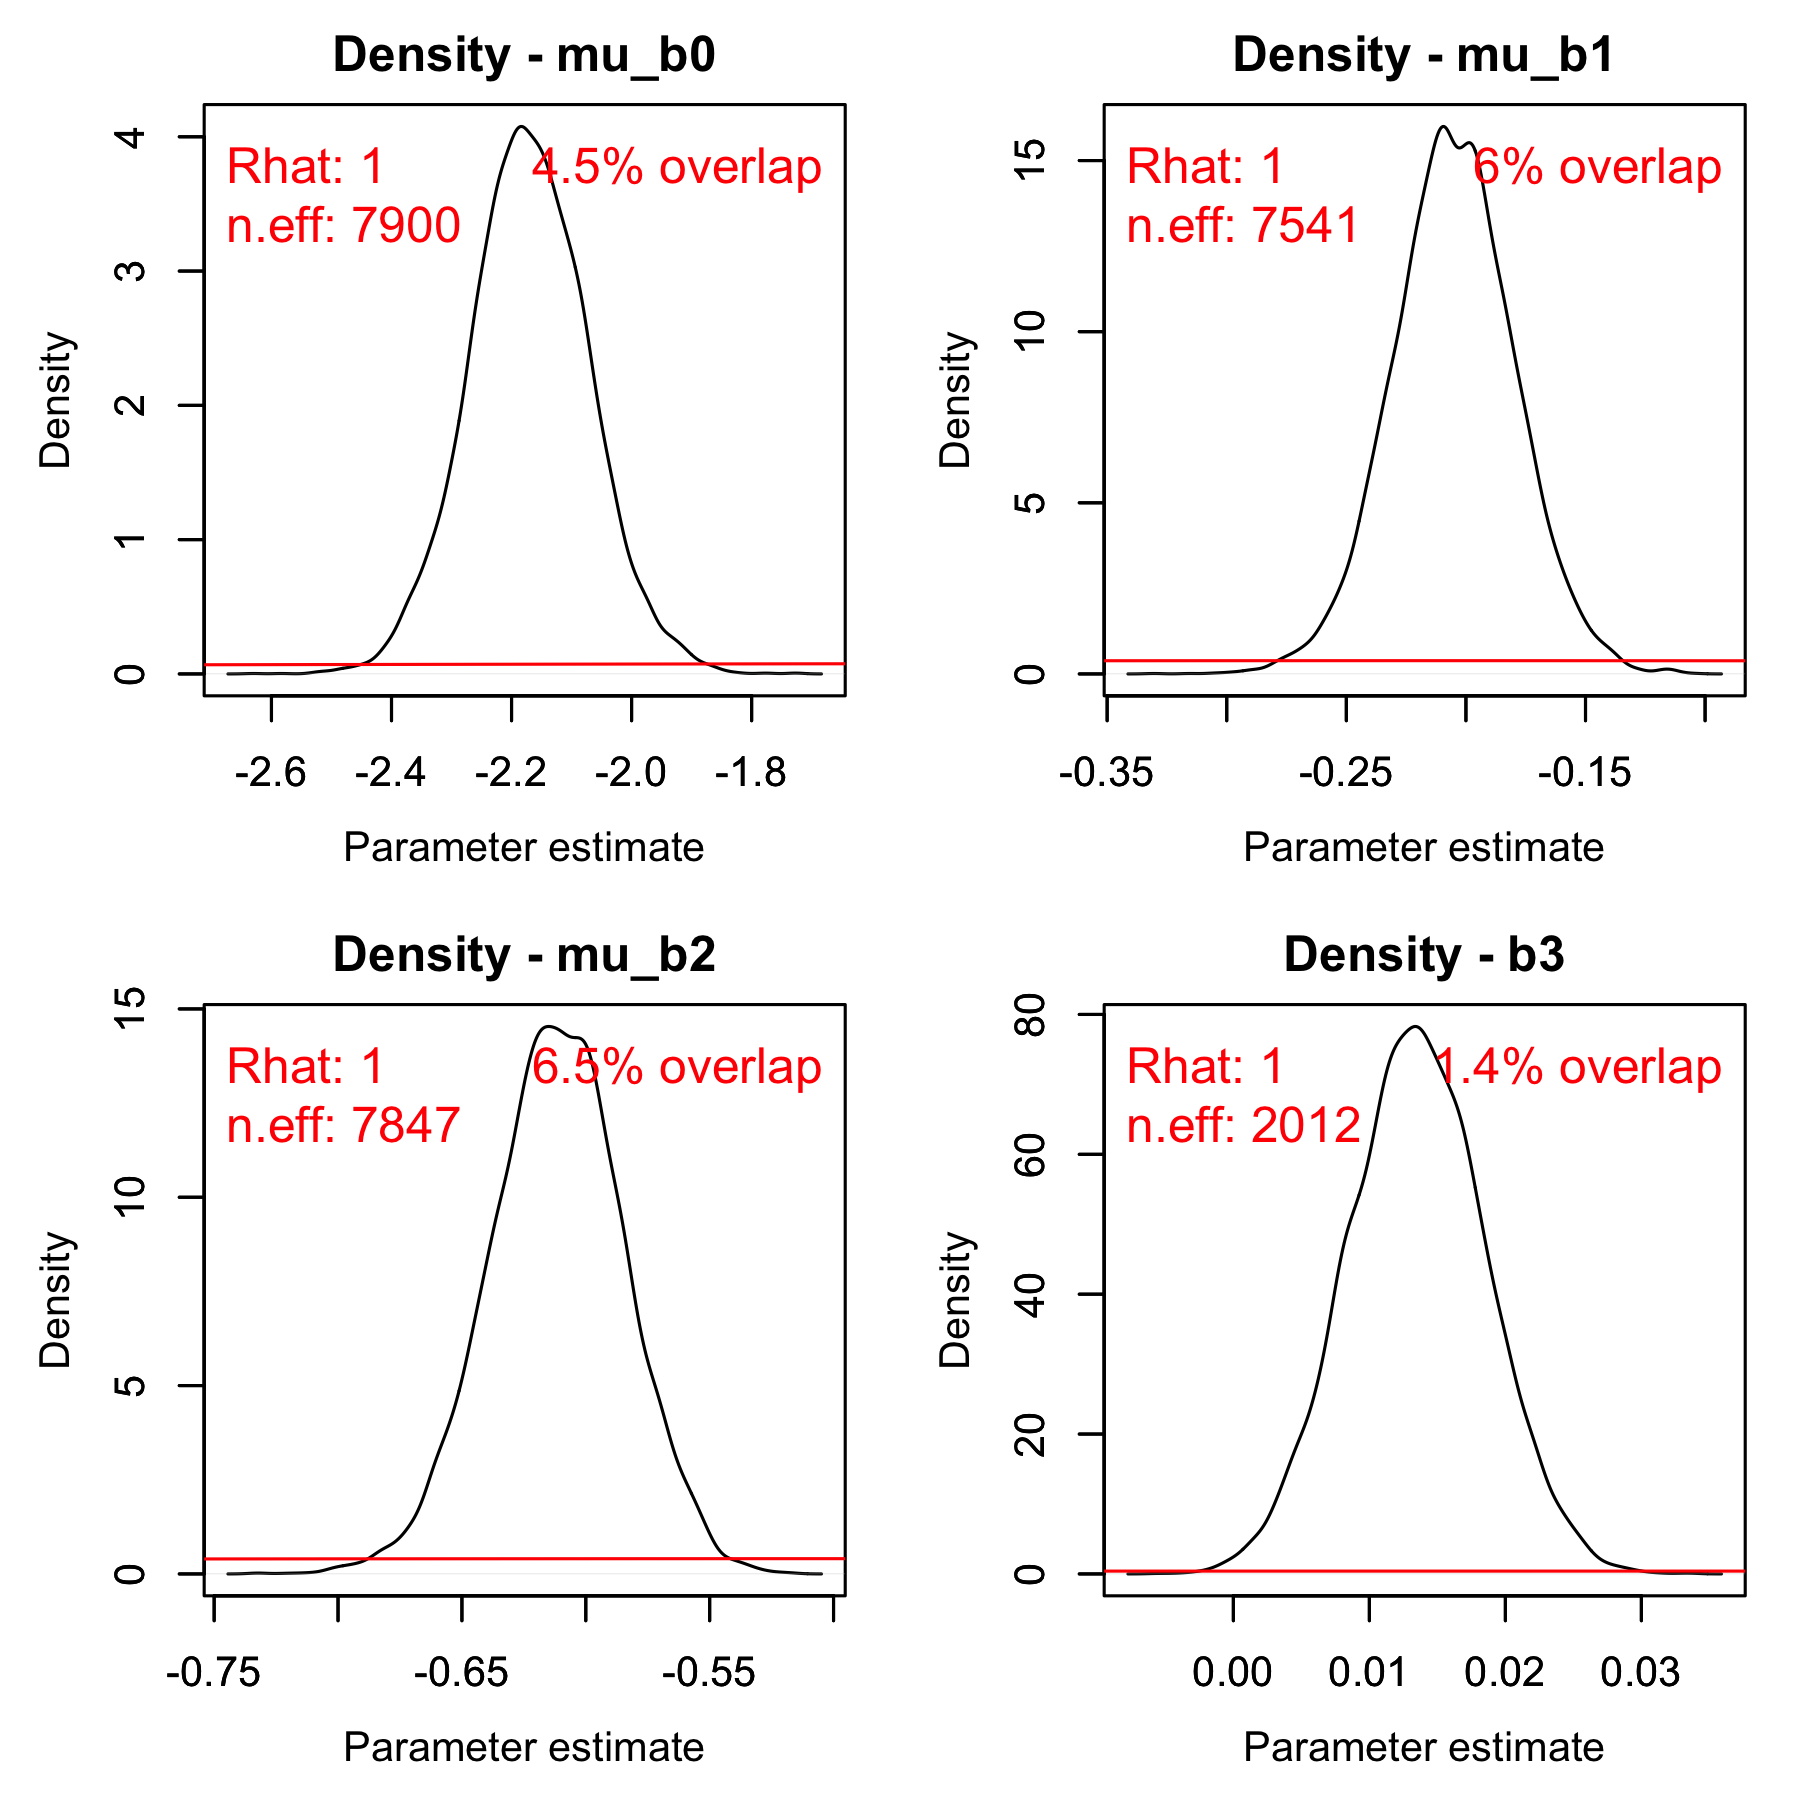 Density - mu_b0
Rhat: 1
4.5% overlap
n.eff: 7900
Density
4
3
2
1
0
-2.6 -2.4 -2.2 -2.0 -1.8
Parameter estimate
Density - mu_b1
Rhat: 1
6% overlap
n.eff: 7541
Density
15
10
5
0
-0.35 -0.25 -0.15
Parameter estimate
Density - mu_b2
Rhat: 1
6.5% overlap
n.eff: 7847
Density
15
10
5
0
-0.75 -0.65 -0.55
Parameter estimate
Density - b3
Rhat: 1
1.4% overlap
n.eff: 2012
Density
80
60
40
20
0
0.00 0.01 0.02 0.03
Parameter estimate